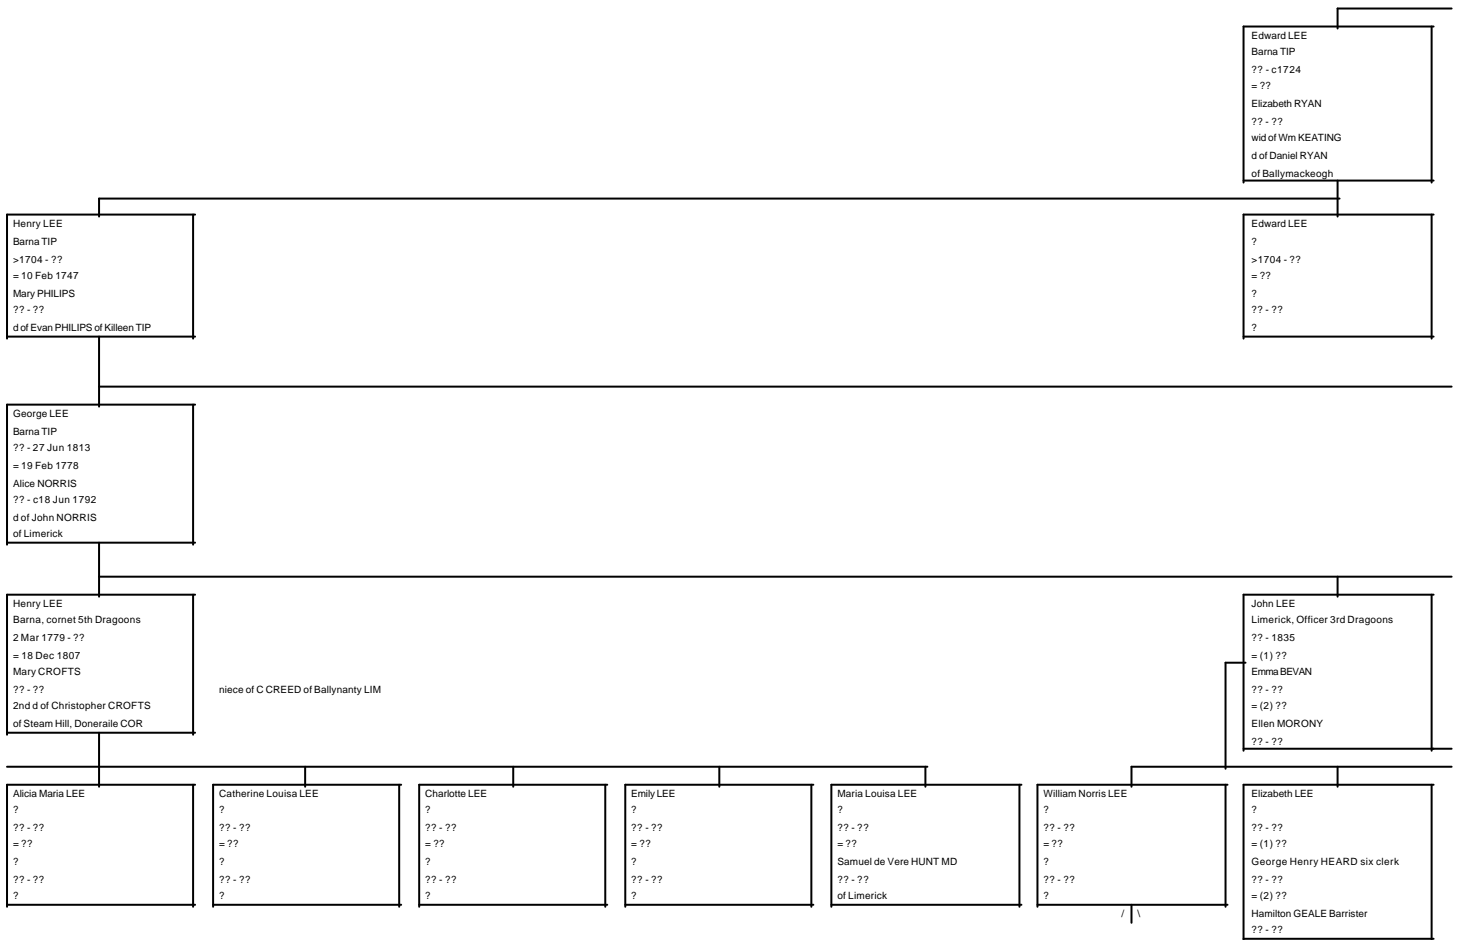 Edward LEE
Barna TIP
?? - c1724
= ??
Elizabeth RYAN
?? - ??
wid of Wm KEATING
d of Daniel RYAN
of Ballymackeogh
Henry LEE
Barna TIP
>1704 - ??
= 10 Feb 1747
Mary PHILIPS
?? - ??
d of Evan PHILIPS of Killeen TIP
Edward LEE
?
>1704 - ??
= ??
?
?? - ??
?
George LEE
Barna TIP
?? - 27 Jun 1813
= 19 Feb 1778
Alice NORRIS
?? - c18 Jun 1792
d of John NORRIS
of Limerick
Henry LEE
Barna, cornet 5th Dragoons
2 Mar 1779 - ??
= 18 Dec 1807
Mary CROFTS
?? - ??
2nd d of Christopher CROFTS
of Steam Hill, Doneraile COR
niece of C CREED of Ballynanty LIM
John LEE
Limerick, Officer 3rd Dragoons
?? - 1835
= (1) ??
Emma BEVAN
?? - ??
= (2) ??
Ellen MORONY
?? - ??
Alicia Maria LEE
?
?? - ??
= ??
?
?? - ??
?
Catherine Louisa LEE
?
?? - ??
= ??
?
?? - ??
?
Charlotte LEE
?
?? - ??
= ??
?
?? - ??
?
Emily LEE
?
?? - ??
= ??
?
?? - ??
?
Maria Louisa LEE
?
?? - ??
= ??
Samuel de Vere HUNT MD
?? - ??
of Limerick
William Norris LEE
?
?? - ??
= ??
?
?? - ??
?
/ \
Elizabeth LEE
?
?? - ??
= (1) ??
George Henry HEARD six clerk
?? - ??
= (2) ??
Hamilton GEALE Barrister
?? - ??